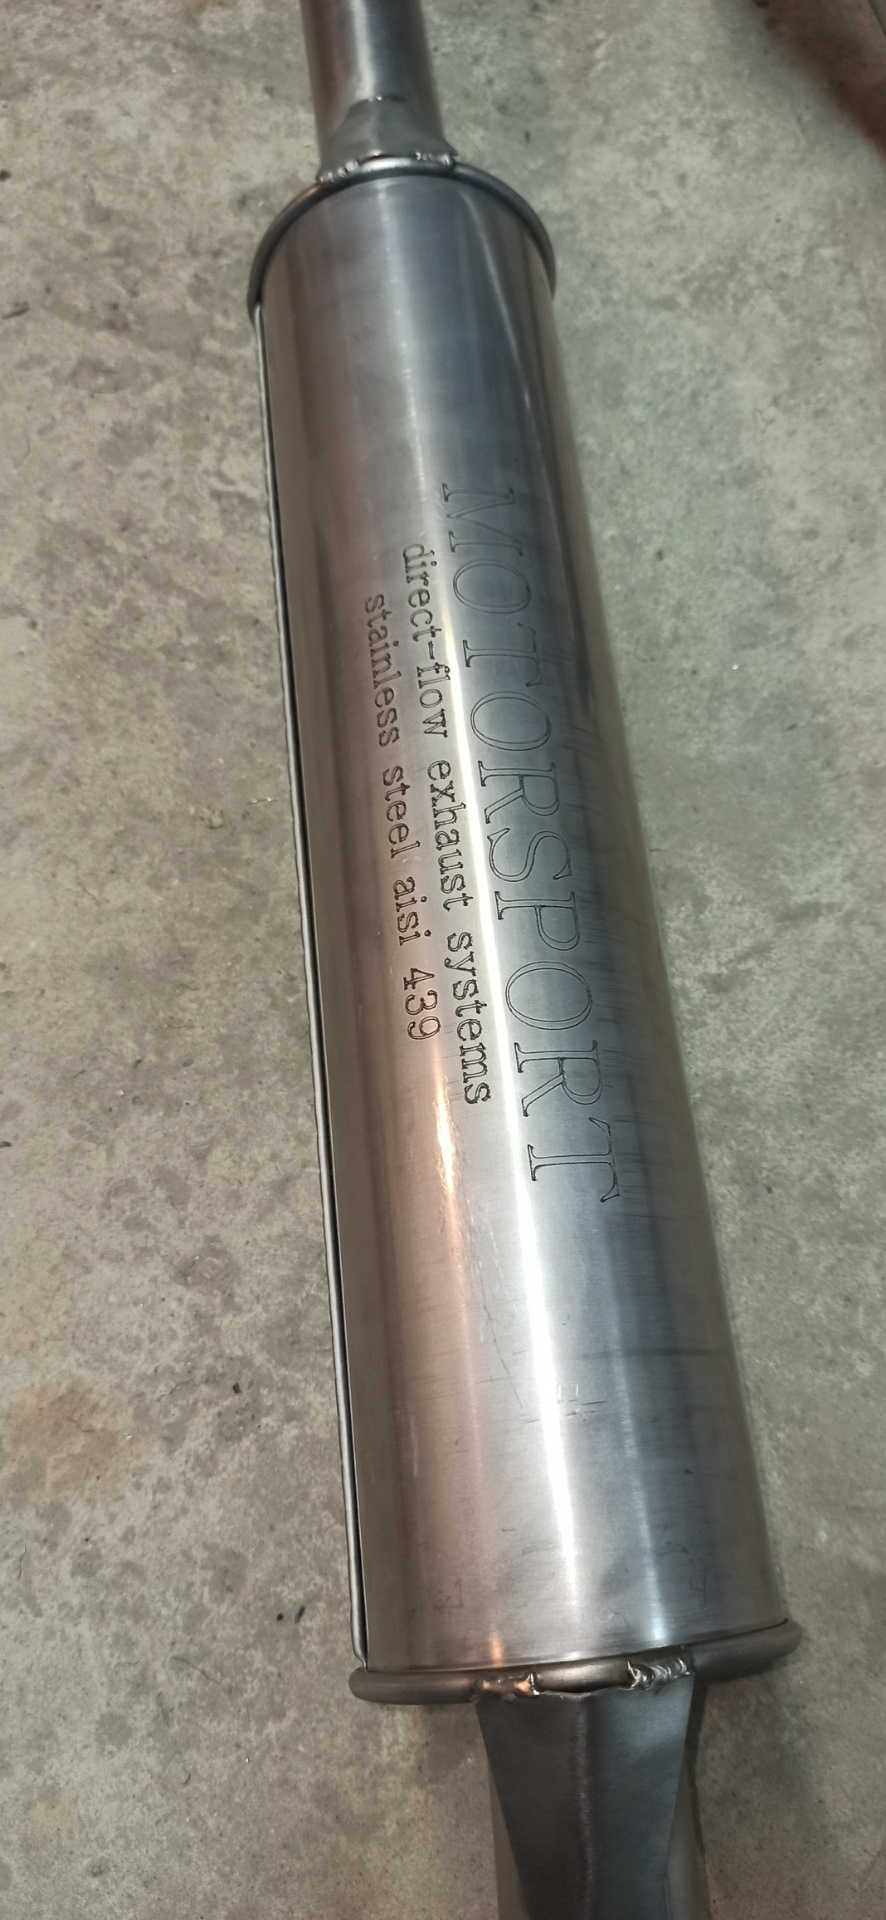 MOTORSPORT
direct-flow exhaust systems
stainless steel aisi 439